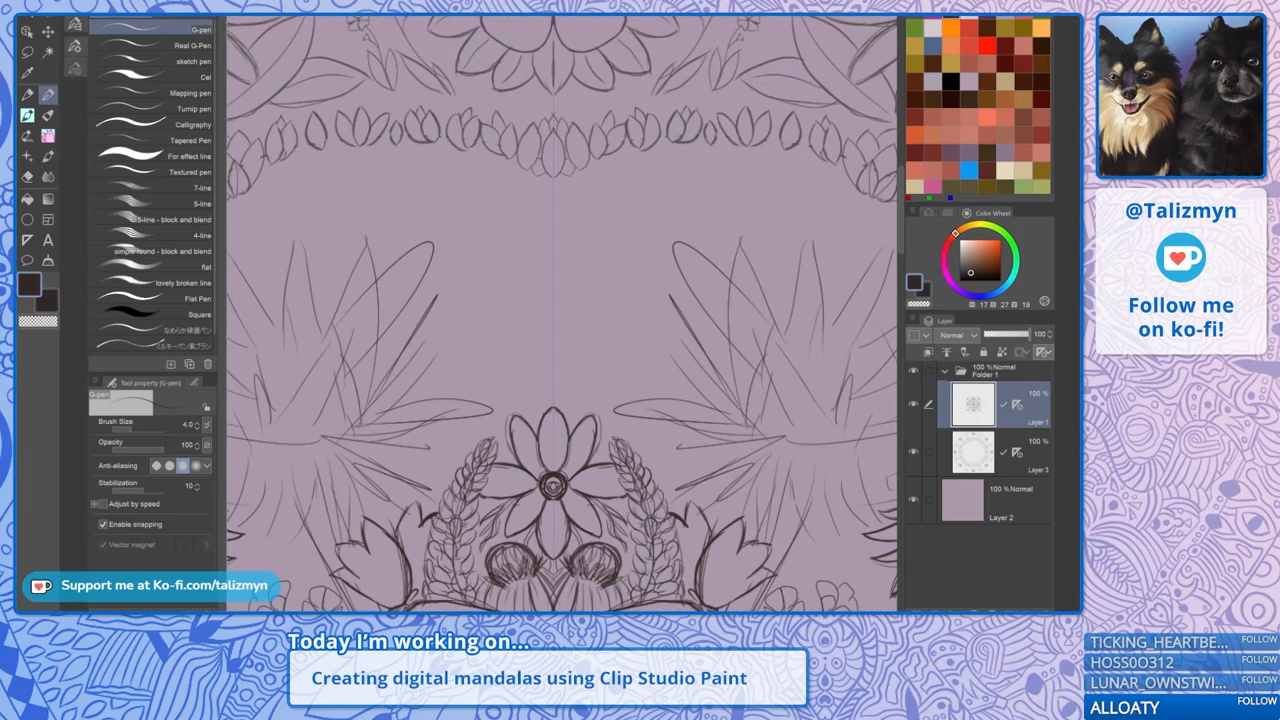 G-pen
Real G-Pen
sketch pen
Cel
Mapping pen
Turnip pen
Calligraphy
Tapered Pen
For effect line
Textured pen
7-line
5-line
5-line - block and blend
4-line
simple round - block and blend
flat
lovely broken line
Flat Pen
Square
Tool property [G-pen]
G-pen
Brush Size
4.0
Opacity
100
Anti-aliasing
Stabilization
10
Adjust by speed
Enable snapping
Vector magnet
Support me at Ko-fi.com/talizmyn
Color Wheel
17 27 19
Layer
Normal
100
100 % Normal
Folder 1
100 %
Layer 1
100 %
Layer 3
100 % Normal
Layer 2
@Talizmyn
Follow me
on ko-fi!
Today I'm working on...
Creating digital mandalas using Clip Studio Paint
TICKING_HEARTBE... FOLLOW
HOSS0O312 FOLLOW
LUNAR_OWNSTWI... FOLLOW
ALLOATY FOLLOW